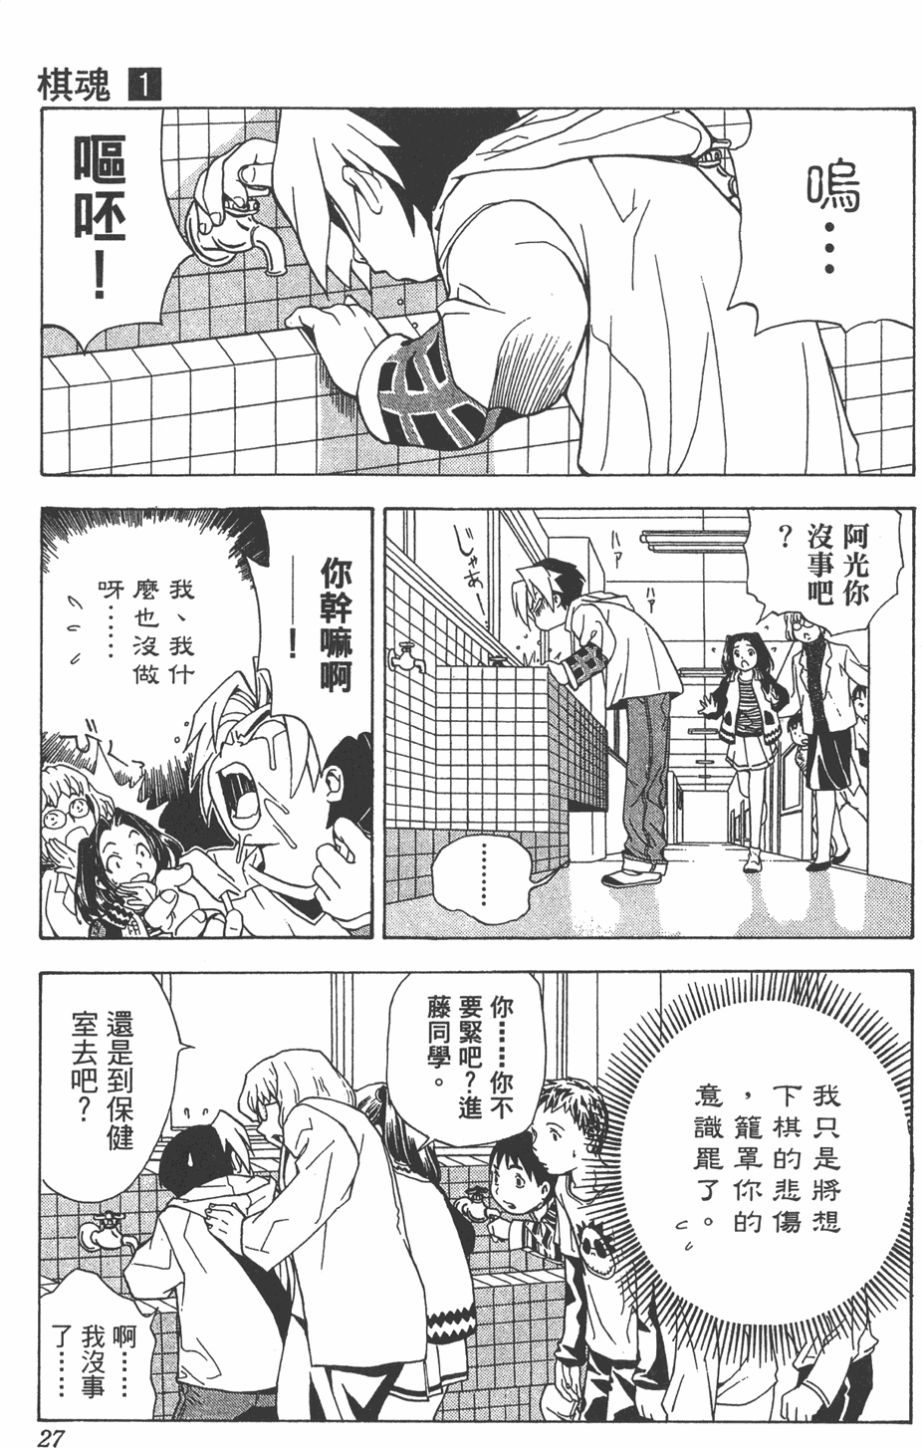 棋魂 1
嗚…
嘔呸！
阿光你
沒事吧
？
ハァ
ハァ
じゃあー
………
你幹嘛啊
——！
我、我什
麼也沒做
呀……
我只是將想
下棋的悲傷
，籠罩你的
意識罷了。
你……你不
要緊吧？進
藤同學。
還是到保健
室去吧？
啊……
我沒事
了……
27